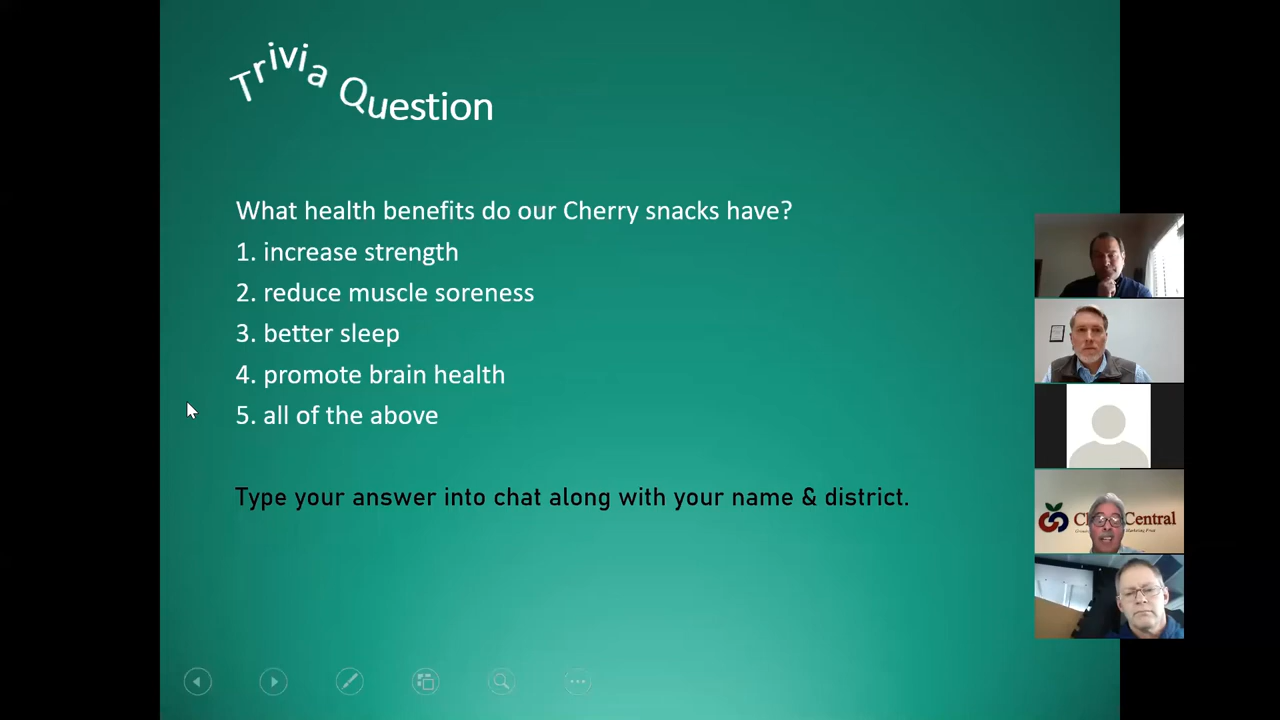 Trivia Question
What health benefits do our Cherry snacks have?
1. increase strength
2. reduce muscle soreness
3. better sleep
4. promote brain health
5. all of the above
Type your answer into chat along with your name & district.
Central